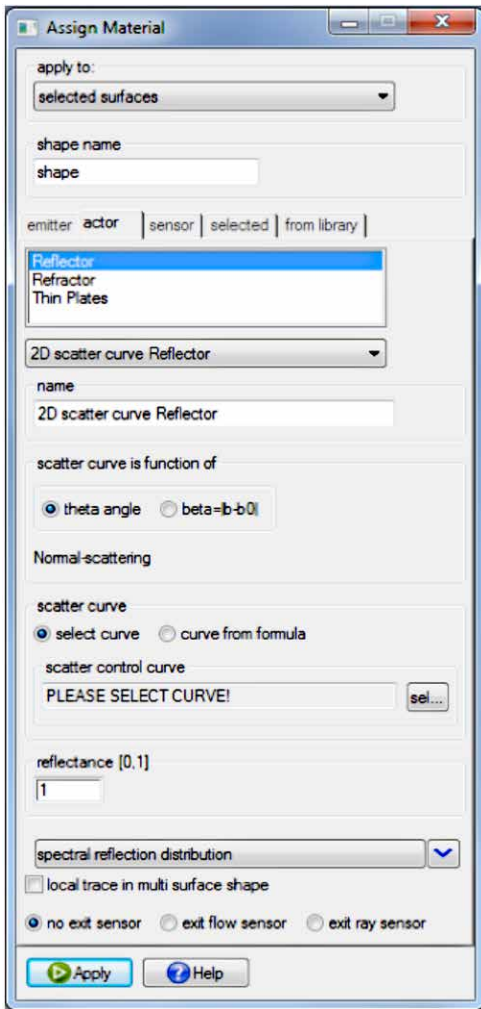 Assign Material
apply to:
selected surfaces
shape name
shape
emitter actor sensor selected from library
Reflector
Refractor
Thin Plates
2D scatter curve Reflector
name
2D scatter curve Reflector
scatter curve is function of
theta angle beta=|b-b0|
Normal-scattering
scatter curve
select curve curve from formula
scatter control curve
PLEASE SELECT CURVE! sel...
reflectance [0,1]
1
spectral reflection distribution
local trace in multi surface shape
no exit sensor exit flow sensor exit ray sensor
Apply Help